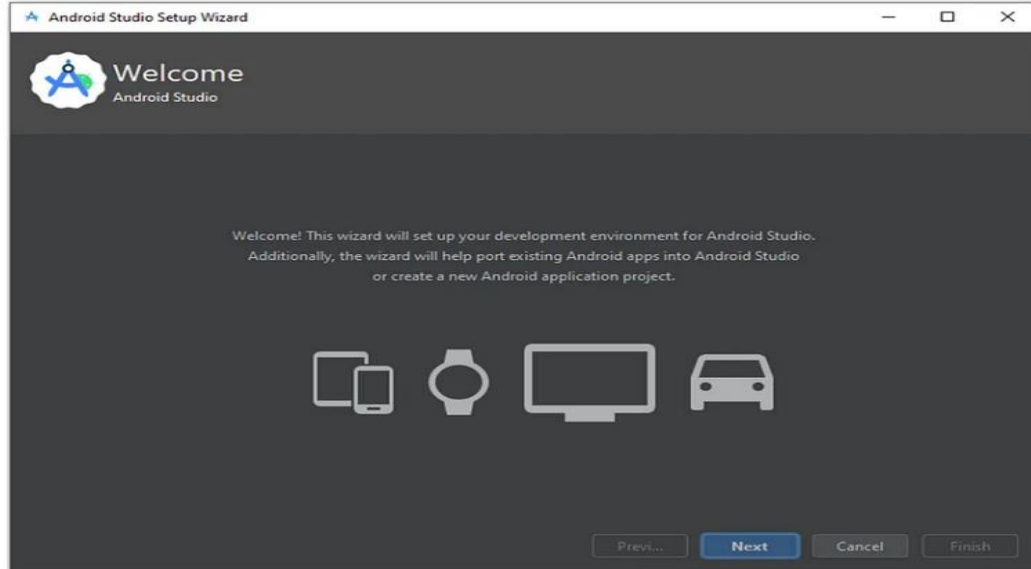 Android Studio Setup Wizard
Welcome
Android Studio
Welcome! This wizard will set up your development environment for Android Studio.
Additionally, the wizard will help port existing Android apps into Android Studio
or create a new Android application project.
Previ... Next Cancel Finish